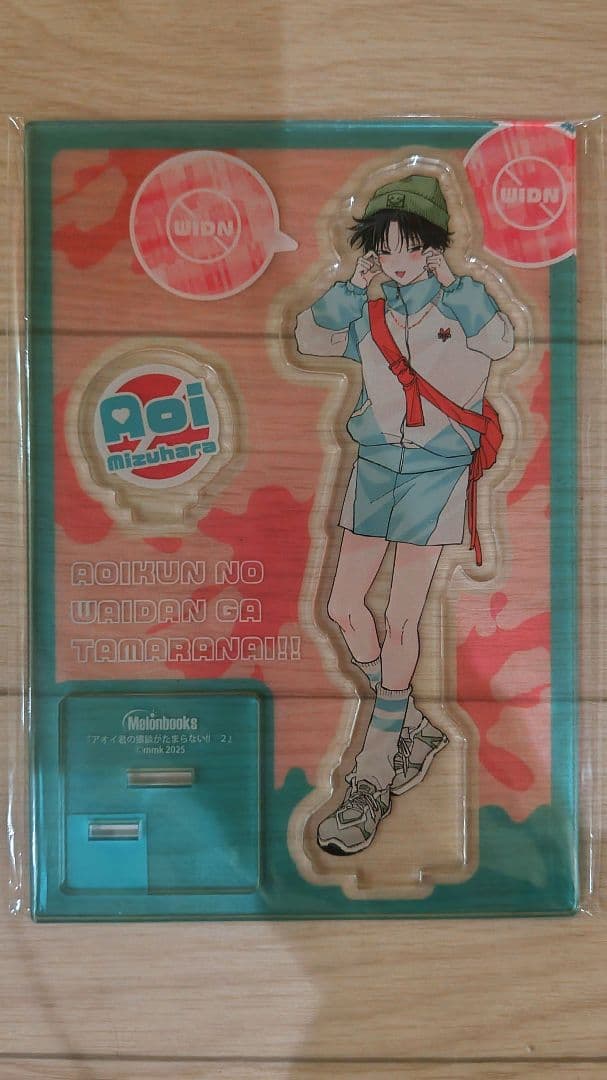 WIDN
WIDN
Aoi
Mizuhara
AOIKUN NO
WAIDAN GA
TAMARANAI!!
Melonbooks
『アオイ君の猥談がたまらない!! 2』
©mmk 2025